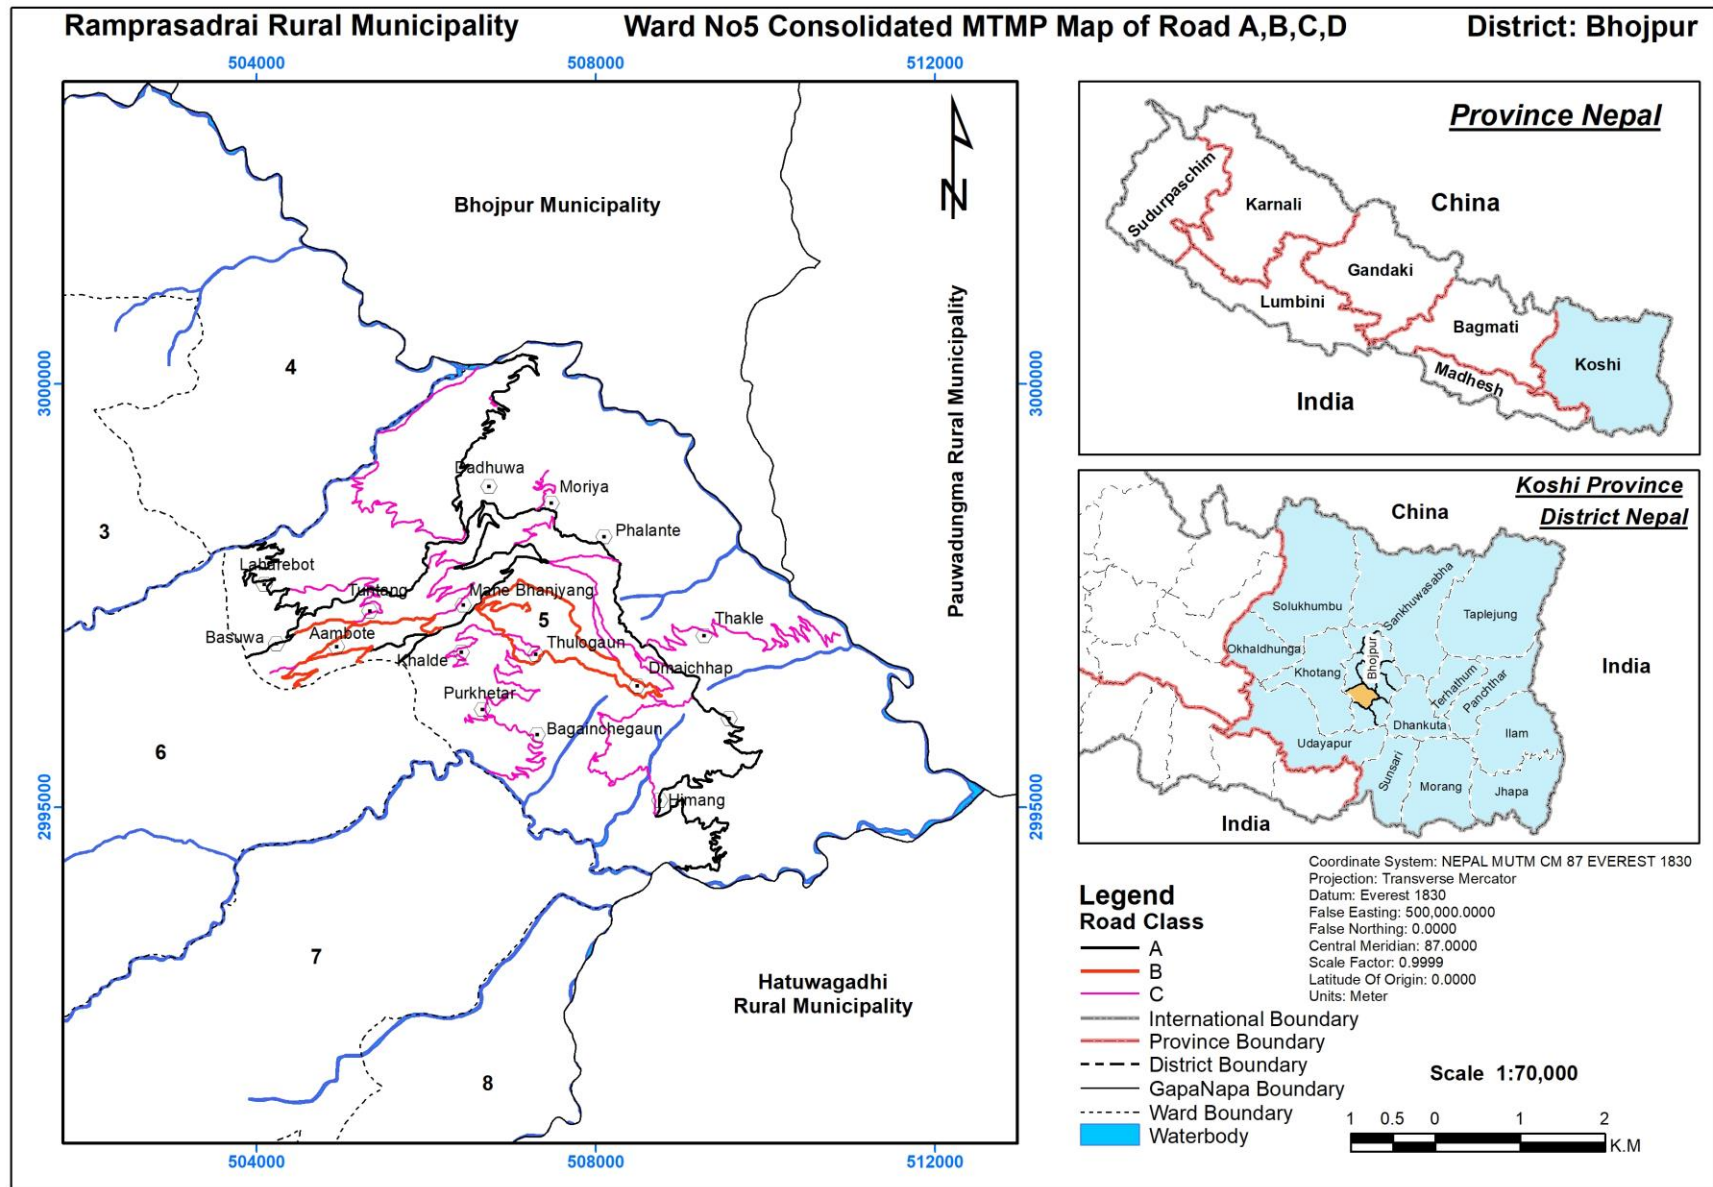 Ramprasadrai Rural Municipality
Ward No5 Consolidated MTMP Map of Road A,B,C,D
District: Bhojpur
504000
508000
512000
3000000
2995000
3000000
2995000
504000
508000
512000
N
Bhojpur Municipality
Pauwadungma Rural Municipality
Hatuwagadhi
Rural Municipality
4
3
5
6
7
8
Dadhuwa
Moriya
Phalante
Labarebot
Tuntang
Mane Bhanjyang
Thakle
Basuwa
Aambote
Khalde
Thulogaun
Dmaichhap
Purkhetar
Bagainchegaun
Himang
Province Nepal
China
India
Sudurpaschim
Karnali
Gandaki
Lumbini
Bagmati
Madhesh
Koshi
Koshi Province
District Nepal
China
India
India
Solukhumbu
Sankhuwasabha
Taplejung
Okhaldhunga
Khotang
Bhojpur
Terhathum
Panchthar
Dhankuta
Udayapur
Ilam
Sunsari
Morang
Jhapa
Legend
Road Class
A
B
C
International Boundary
Province Boundary
District Boundary
GapaNapa Boundary
Ward Boundary
Waterbody
Coordinate System: NEPAL MUTM CM 87 EVEREST 1830
Projection: Transverse Mercator
Datum: Everest 1830
False Easting: 500,000.0000
False Northing: 0.0000
Central Meridian: 87.0000
Scale Factor: 0.9999
Latitude Of Origin: 0.0000
Units: Meter
Scale 1:70,000
1 0.5 0 1 2
K.M